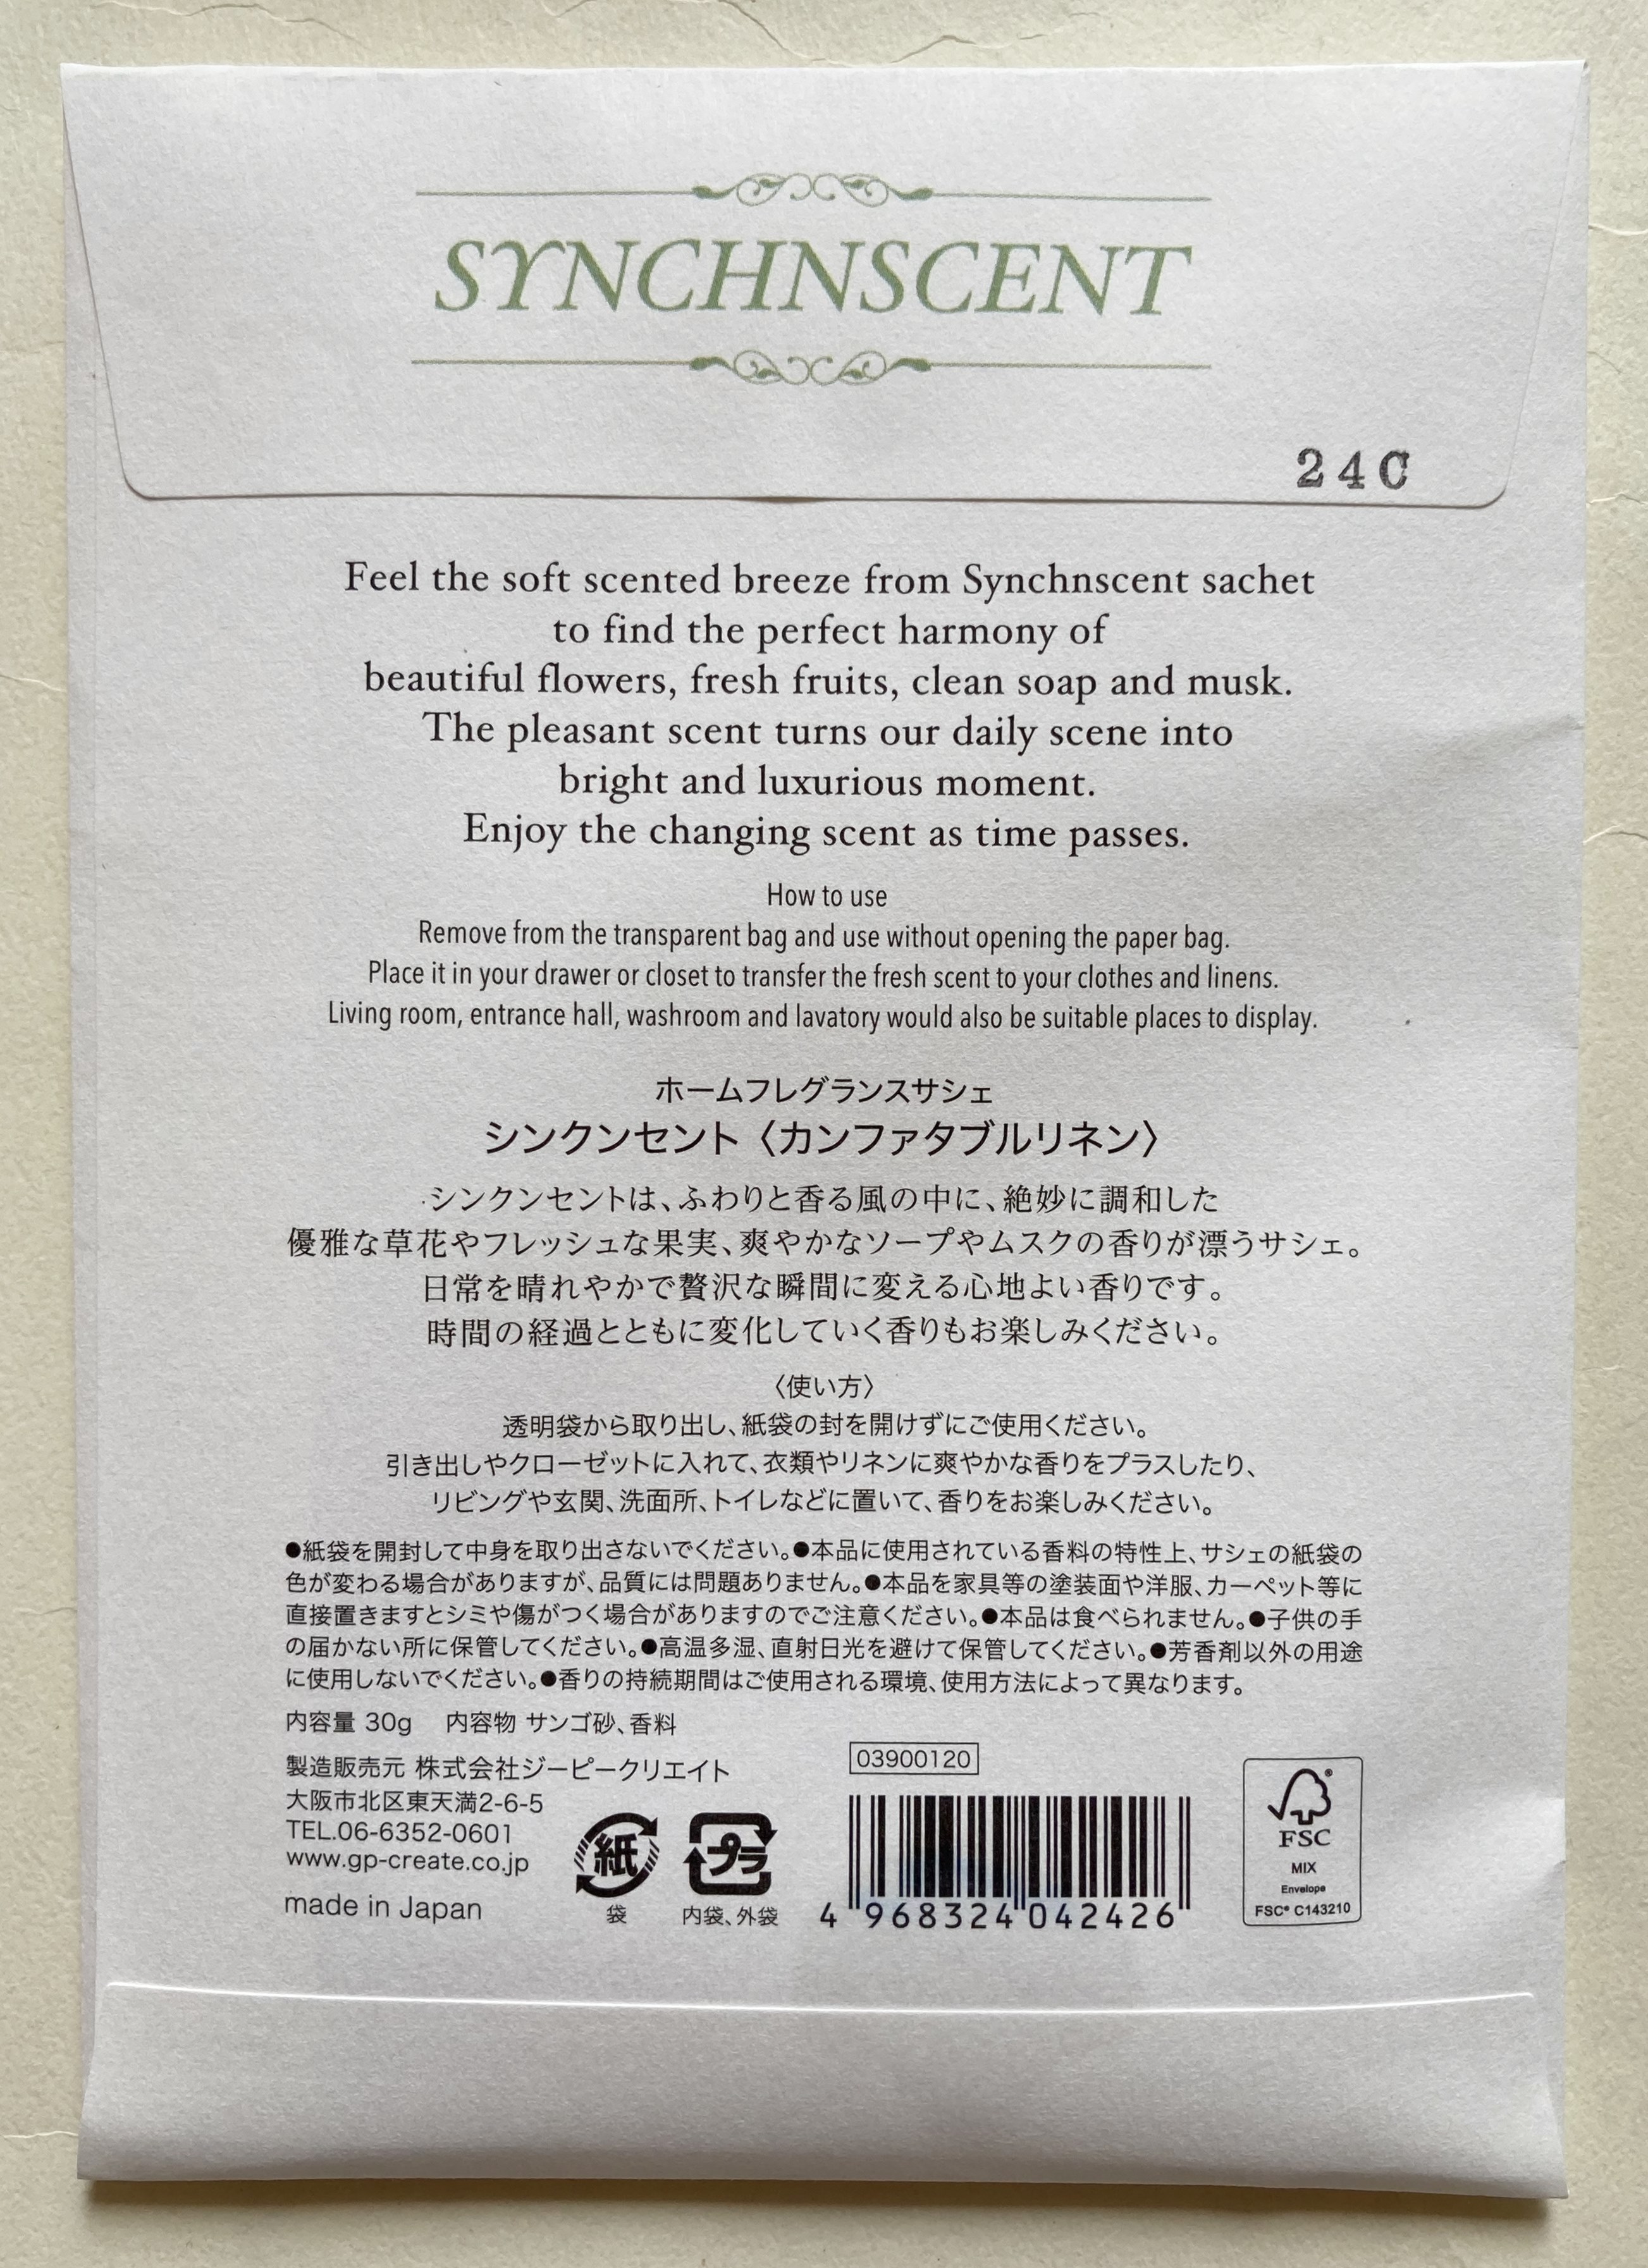 SYNCHNSCENT
24C
Feel the soft scented breeze from Synchnscent sachet
to find the perfect harmony of
beautiful flowers, fresh fruits, clean soap and musk.
The pleasant scent turns our daily scene into
bright and luxurious moment.
Enjoy the changing scent as time passes.
How to use
Remove from the transparent bag and use without opening the paper bag.
Place it in your drawer or closet to transfer the fresh scent to your clothes and linens.
Living room, entrance hall, washroom and lavatory would also be suitable places to display.
ホームフレグランスサシェ
シンクンセント〈カンファタブルリネン〉
シンクンセントは、ふわりと香る風の中に、絶妙に調和した
優雅な草花やフレッシュな果実、爽やかなソープやムスクの香りが漂うサシェ。
日常を晴れやかで贅沢な瞬間に変える心地よい香りです。
時間の経過とともに変化していく香りもお楽しみください。
〈使い方〉
透明袋から取り出し、紙袋の封を開けずにご使用ください。
引き出しやクローゼットに入れて、衣類やリネンに爽やかな香りをプラスしたり、
リビングや玄関、洗面所、トイレなどに置いて、香りをお楽しみください。
●紙袋を開封して中身を取り出さないでください。●本品に使用されている香料の特性上、サシェの紙袋の
色が変わる場合がありますが、品質には問題ありません。●本品を家具等の塗装面や洋服、カーペット等に
直接置きますとシミや傷がつく場合がありますのでご注意ください。●本品は食べられません。●子供の手
の届かない所に保管してください。●高温多湿、直射日光を避けて保管してください。●芳香剤以外の用途
に使用しないでください。●香りの持続期間はご使用される環境、使用方法によって異なります。
内容量 30g 内容物 サンゴ砂、香料
製造販売元 株式会社ジーピークリエイト
大阪市北区東天満2-6-5
TEL.06-6352-0601
www.gp-create.co.jp
made in Japan
紙
袋
プラ
内袋、外袋
03900120
4 968324 042426
FSC
MIX
Envelope
FSC® C143210